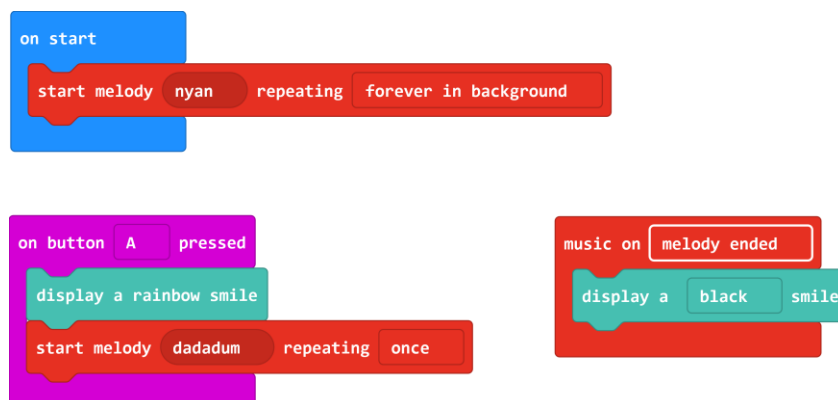 on start
start melody nyan repeating forever in background
on button A pressed
display a rainbow smile
start melody dadadum repeating once
music on melody ended
display a black smile